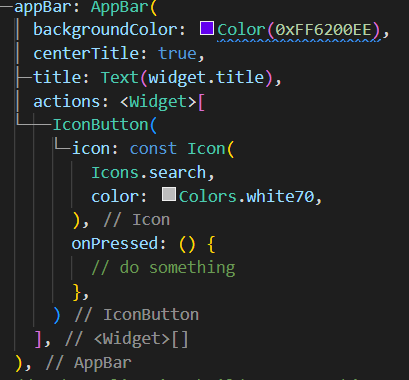 appBar: AppBar(
backgroundColor: Color(0xFF6200EE),
centerTitle: true,
title: Text(widget.title),
actions: <Widget>[
IconButton(
icon: const Icon(
Icons.search,
color: Colors.white70,
), // Icon
onPressed: () {
// do something
},
) // IconButton
], // <Widget>[]
), // AppBar